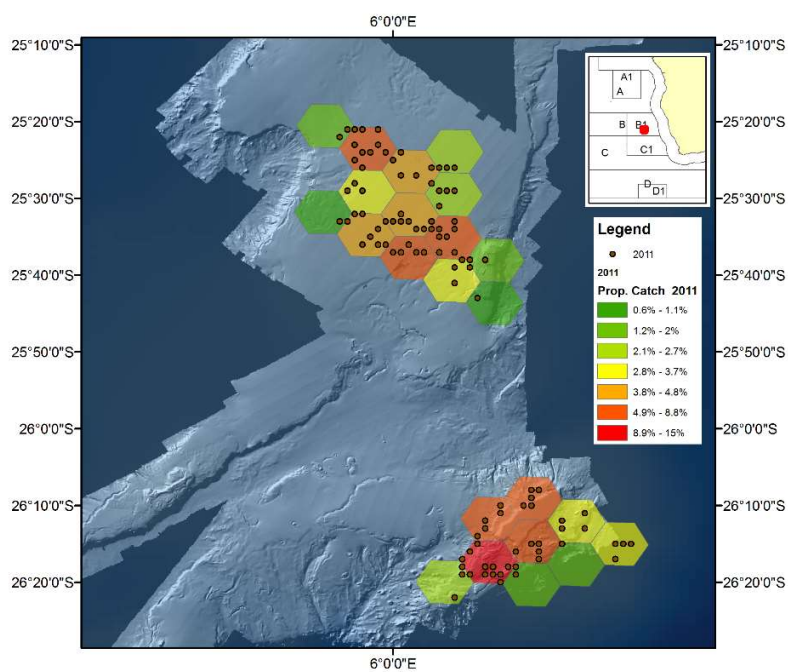 6°0'0"E
25°10'0"S
25°10'0"S
25°20'0"S
25°20'0"S
25°30'0"S
25°30'0"S
25°40'0"S
25°40'0"S
25°50'0"S
25°50'0"S
26°0'0"S
26°0'0"S
26°10'0"S
26°10'0"S
26°20'0"S
26°20'0"S
6°0'0"E
A1
A
B B1
C C1
D
D1
Legend
2011
2011
Prop. Catch 2011
0.6% - 1.1%
1.2% - 2%
2.1% - 2.7%
2.8% - 3.7%
3.8% - 4.8%
4.9% - 8.8%
8.9% - 15%